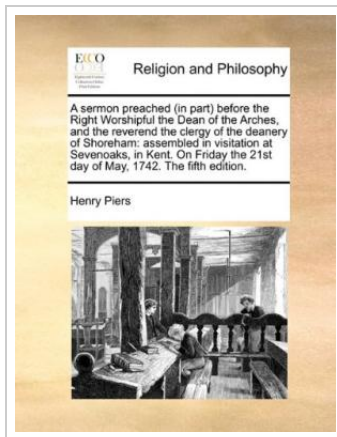 ECCO
Religion and Philosophy
A sermon preached (in part) before the
Right Worshipful the Dean of the Arches,
and the reverend the clergy of the deanery
of Shoreham: assembled in visitation at
Sevenoaks, in Kent. On Friday the 21st
day of May, 1742. The fifth edition.
Henry Piers